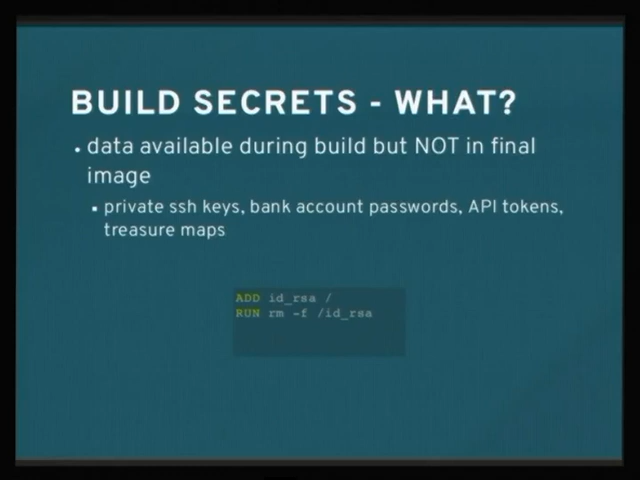 BUILD SECRETS - WHAT?
data available during build but NOT in final
image
private ssh keys, bank account passwords, API tokens,
treasure maps
ADD id_rsa /
RUN rm -f /id_rsa